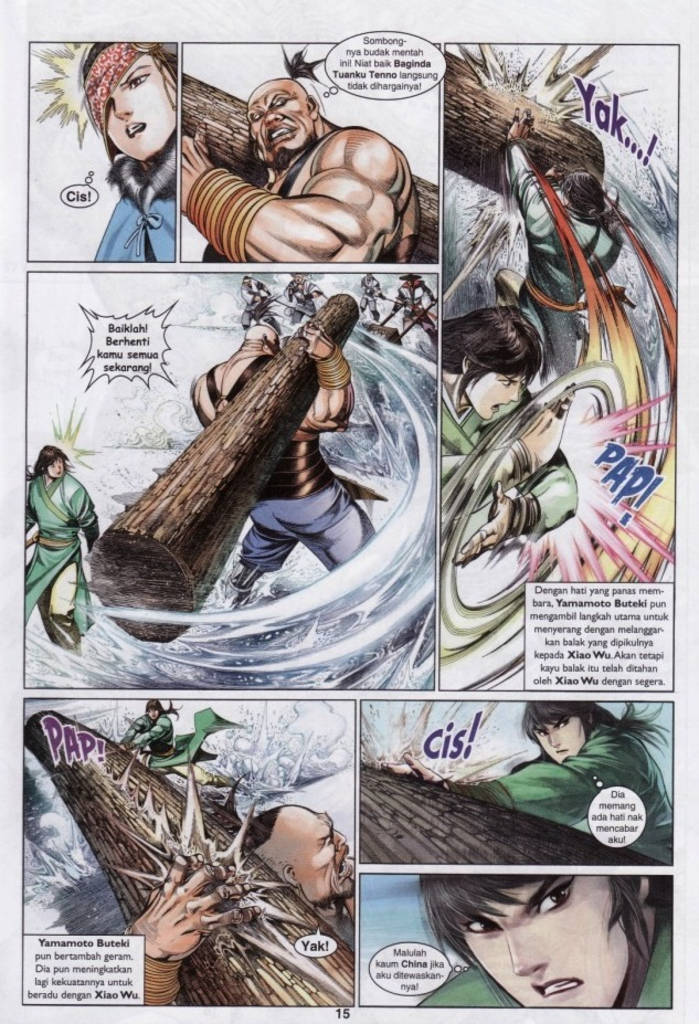 Cis!
Sombong-
nya budak mentah
ini! Niat baik Baginda
Tuanku Tenno langsung
tidak dihargainya!
Yak....!
Baiklah!
Berhenti
kamu semua
sekarang!
PAP!
Dengan hati yang panas mem-
bara, Yamamoto Buteki pun
mengambil langkah utama untuk
menyerang dengan melanggar-
kan balak yang dipikulnya
kepada Xiao Wu. Akan tetapi
kayu balak itu telah ditahan
oleh Xiao Wu dengan segera.
PAP!
Yak!
Yamamoto Buteki
pun bertambah geram.
Dia pun meningkatkan
lagi kekuatannya untuk
beradu dengan Xiao Wu.
Cis!
Dia
memang
ada hati nak
mencabar
aku!
Malulah
kaum China jika
aku ditewaskan-
nya!
15